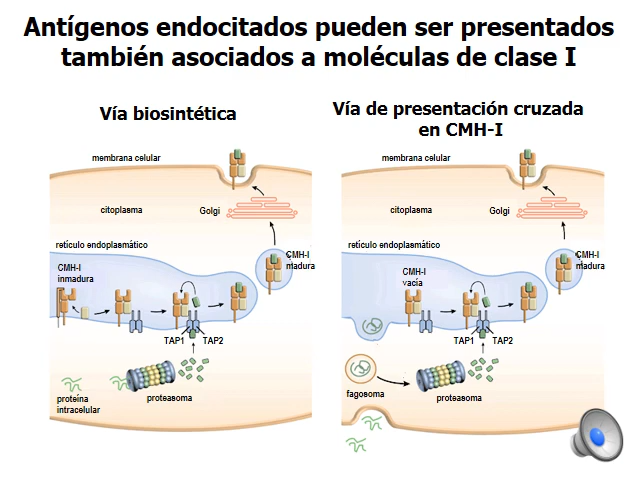 Antígenos endocitados pueden ser presentados
también asociados a moléculas de clase I
Vía biosintética
membrana celular
citoplasma
Golgi
retículo endoplasmático
CMH-I
madura
CMH-I
inmadura
TAP1
TAP2
proteína
intracelular
proteasoma
Vía de presentación cruzada
en CMH-I
membrana celular
citoplasma
Golgi
retículo endoplasmático
CMH-I
madura
CMH-I
vacía
TAP1
TAP2
fagosoma
proteasoma